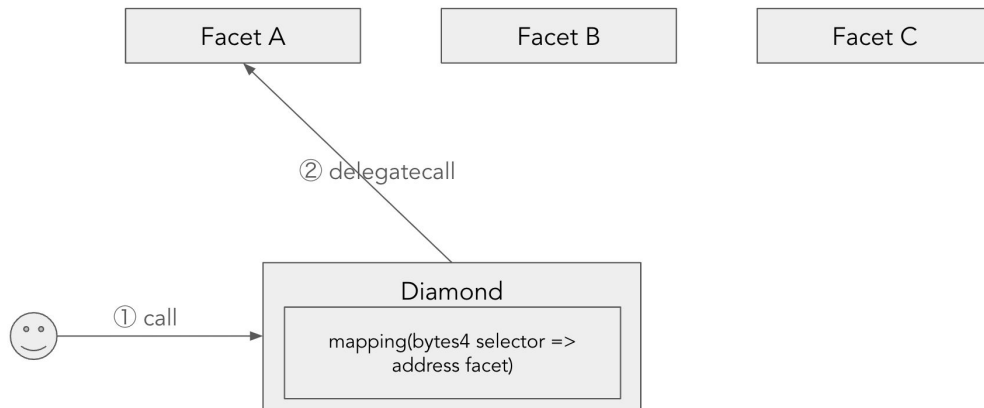 Facet A
Facet B
Facet C
② delegatecall
Diamond
① call
mapping(bytes4 selector =>
address facet)